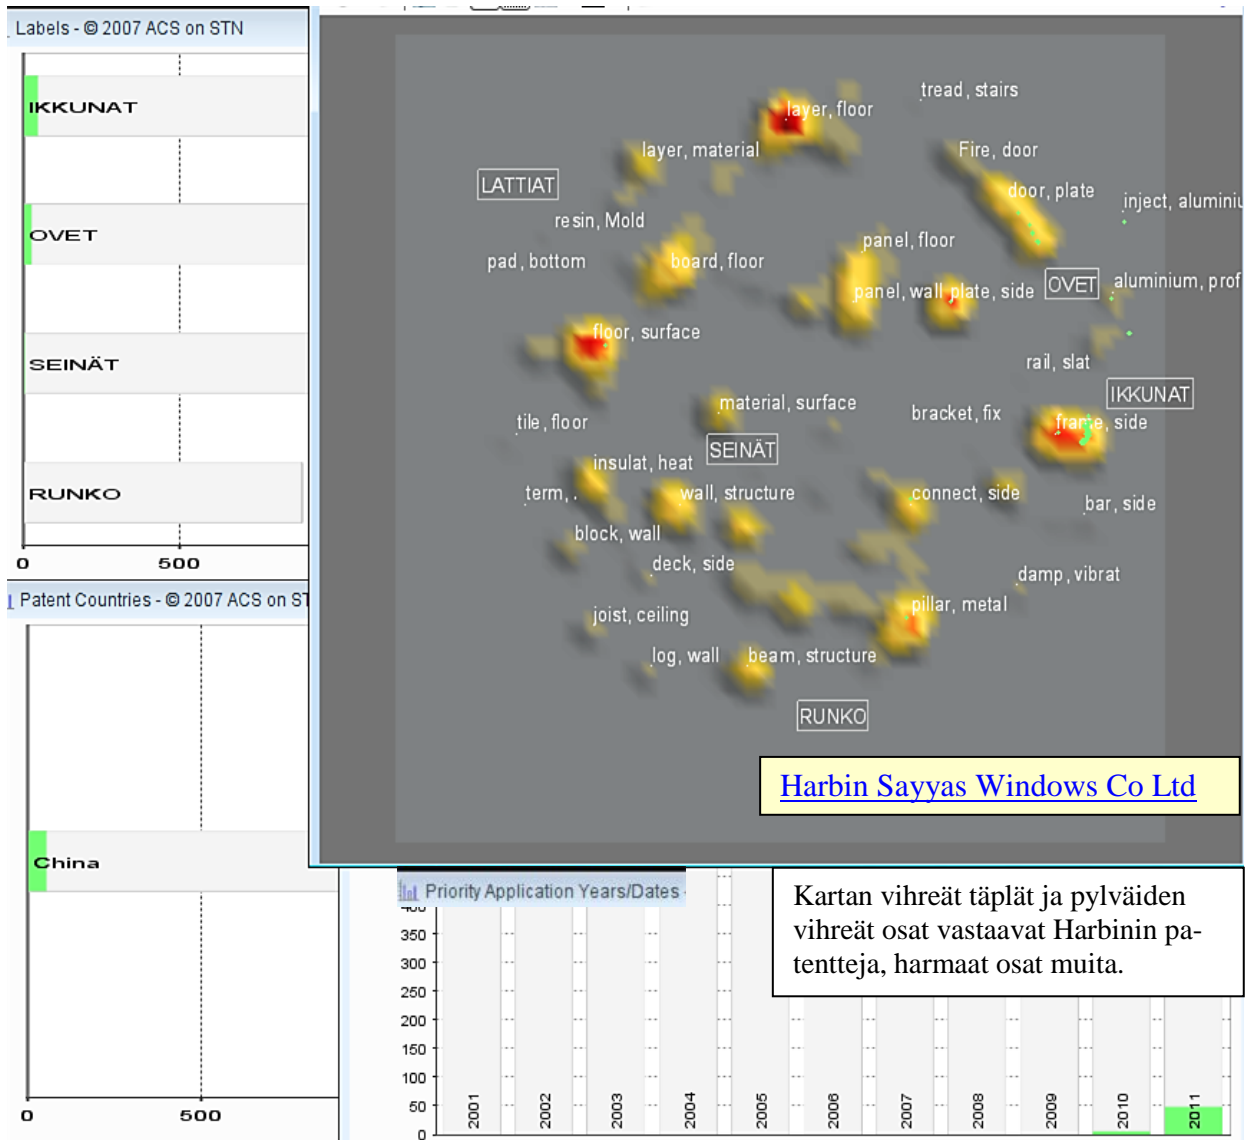 Labels - © 2007 ACS on STN
IKKUNAT
OVET
SEINÄT
RUNKO
0 500
Patent Countries - © 2007 ACS on ST
China
0 500
tread, stairs
layer, floor
layer, material
Fire, door
LATTIAT
door, plate
inject, aluminiu
resin, Mold
panel, floor
pad, bottom
board, floor
OVET
aluminium, prof
panel, wall
plate, side
floor, surface
rail, slat
IKKUNAT
material, surface
bracket, fix
frame, side
tile, floor
SEINÄT
insulat, heat
term, .
wall, structure
connect, side
bar, side
block, wall
deck, side
damp, vibrat
joist, ceiling
pillar, metal
log, wall
beam, structure
RUNKO
Harbin Sayyas Windows Co Ltd
Priority Application Years/Dates -
Kartan vihreät täplät ja pylväiden
vihreät osat vastaavat Harbinin pa-
tentteja, harmaat osat muita.
400
350
300
250
200
150
100
50
0
2001 2002 2003 2004 2005 2006 2007 2008 2009 2010 2011